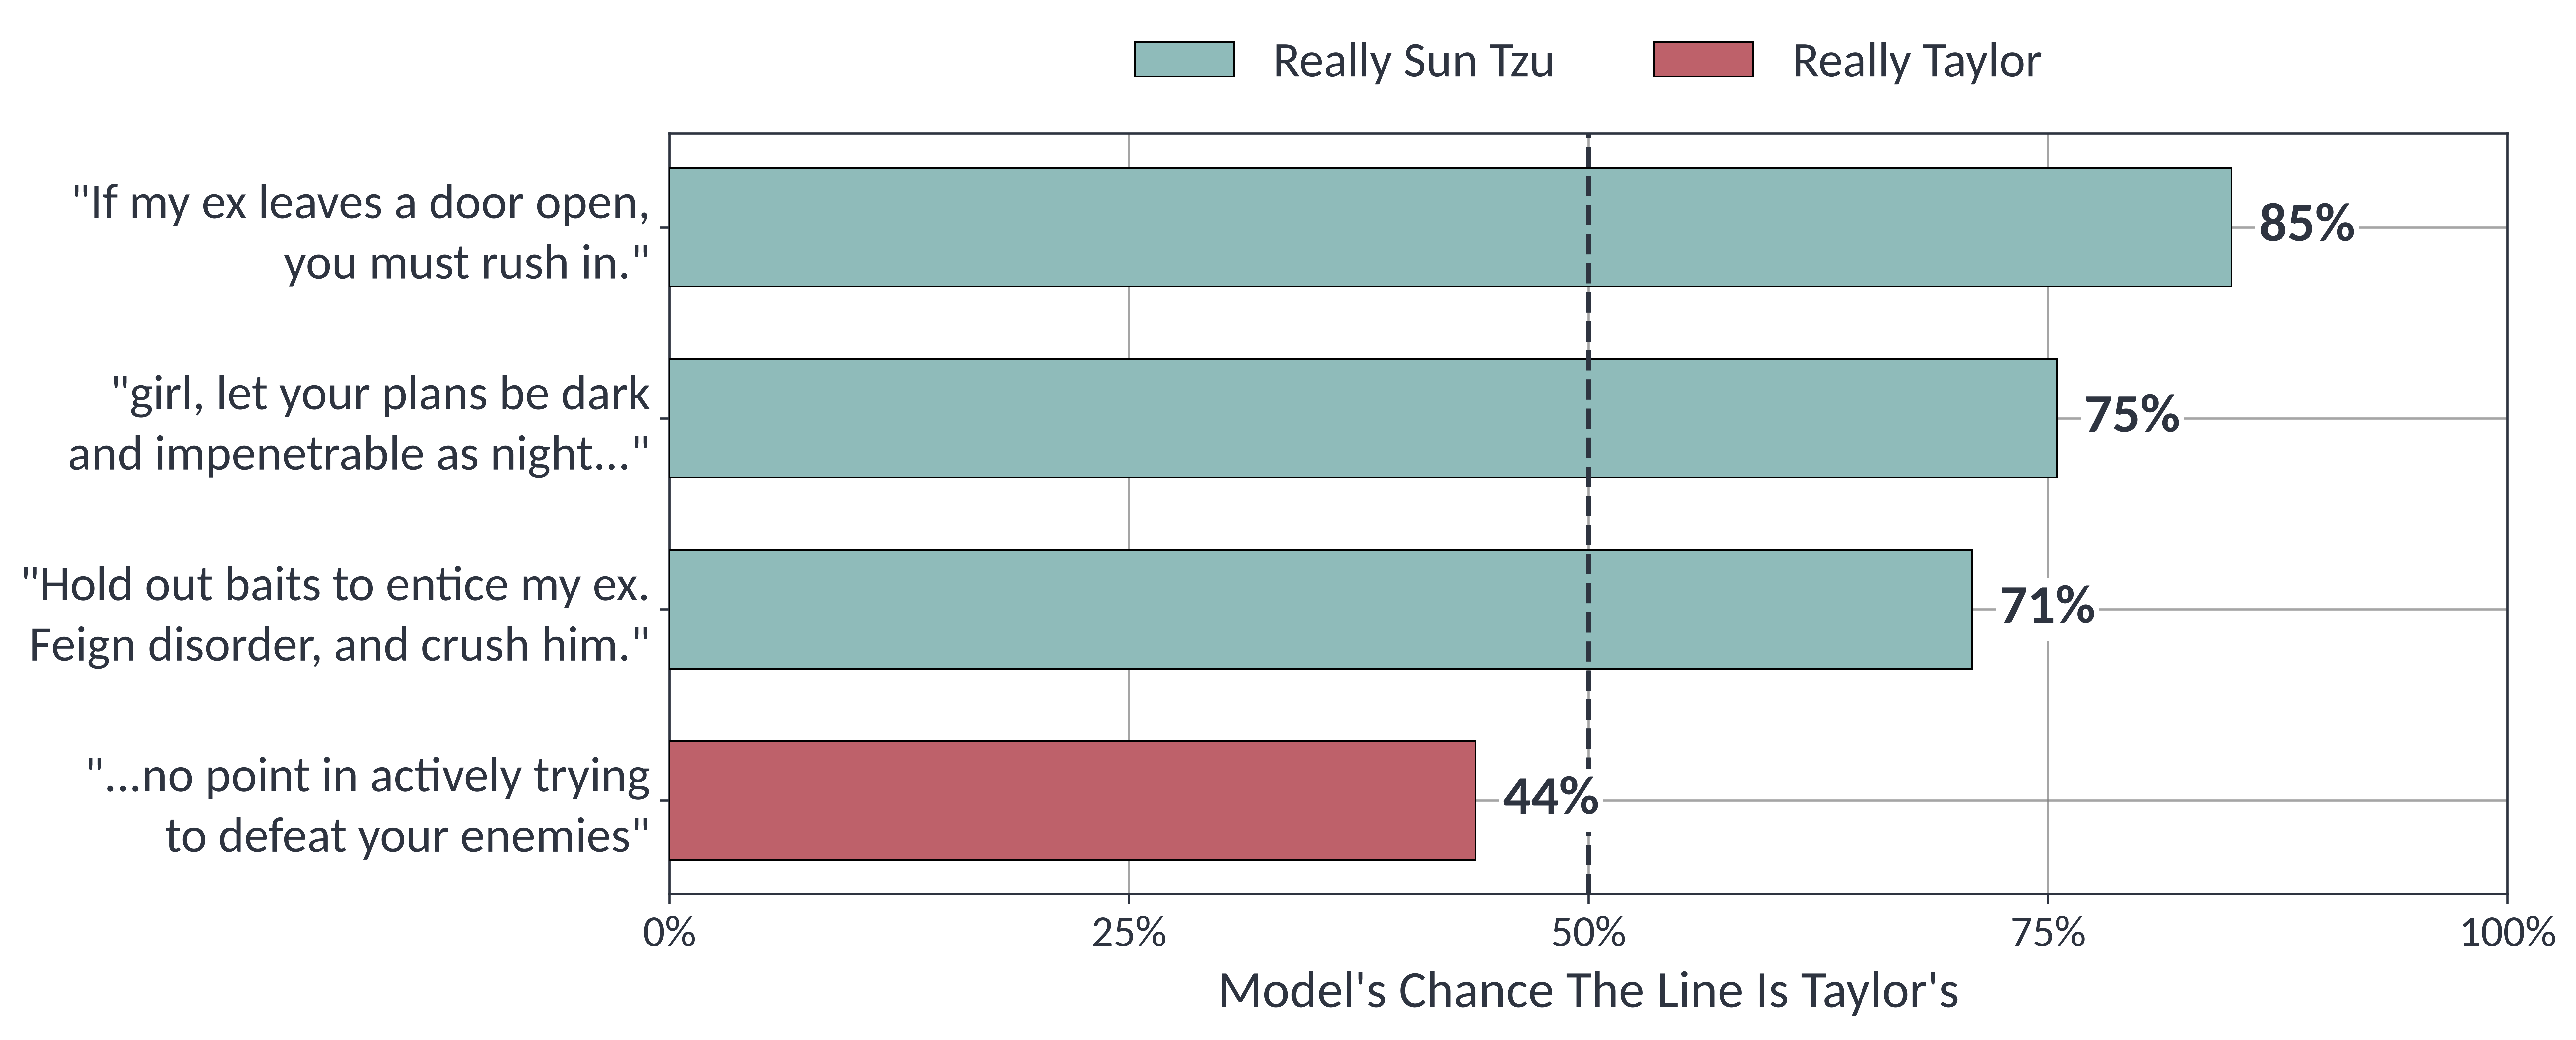 Really Sun Tzu
Really Taylor
"If my ex leaves a door open,
you must rush in."
85%
"girl, let your plans be dark
and impenetrable as night..."
75%
"Hold out baits to entice my ex.
Feign disorder, and crush him."
71%
"...no point in actively trying
to defeat your enemies"
44%
0%
25%
50%
75%
100%
Model's Chance The Line Is Taylor's